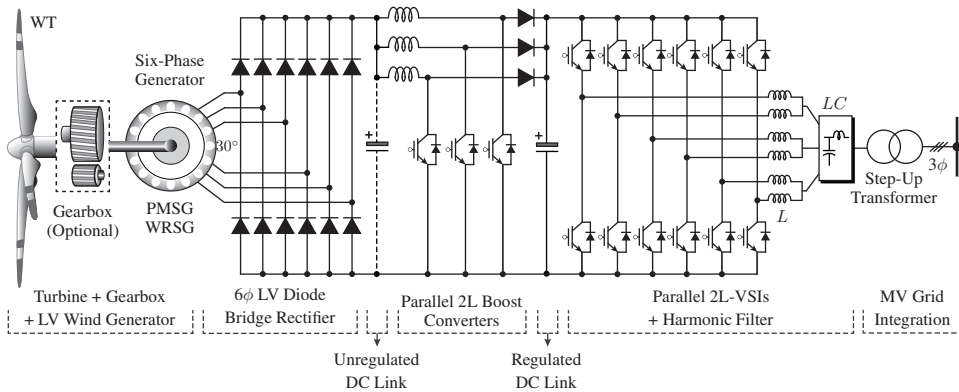 WT
Six-Phase
Generator
30°
PMSG
WRSG
Gearbox
(Optional)
+
+
LC
L
3ϕ
Step-Up
Transformer
Turbine + Gearbox
+ LV Wind Generator
6ϕ LV Diode
Bridge Rectifier
Parallel 2L Boost
Converters
Parallel 2L-VSIs
+ Harmonic Filter
MV Grid
Integration
Unregulated
DC Link
Regulated
DC Link